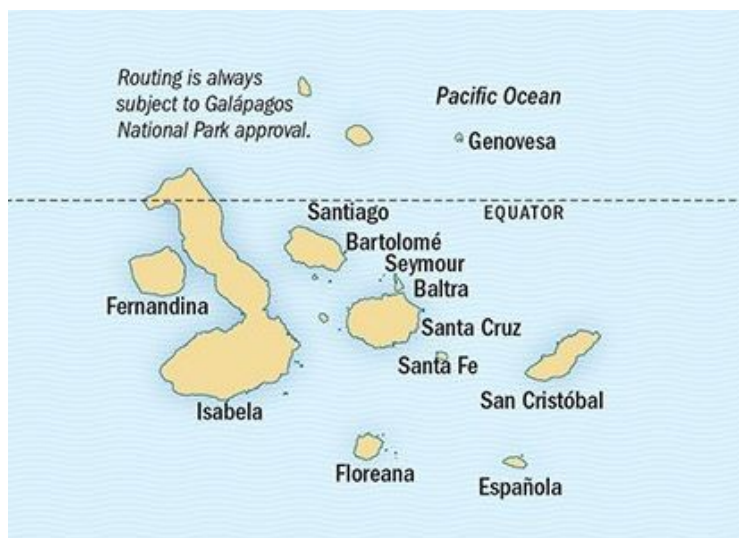 Routing is always
subject to Galápagos
National Park approval.
Pacific Ocean
Genovesa
EQUATOR
Santiago
Bartolomé
Seymour
Baltra
Fernandina
Santa Cruz
Santa Fe
San Cristóbal
Isabela
Floreana
Española